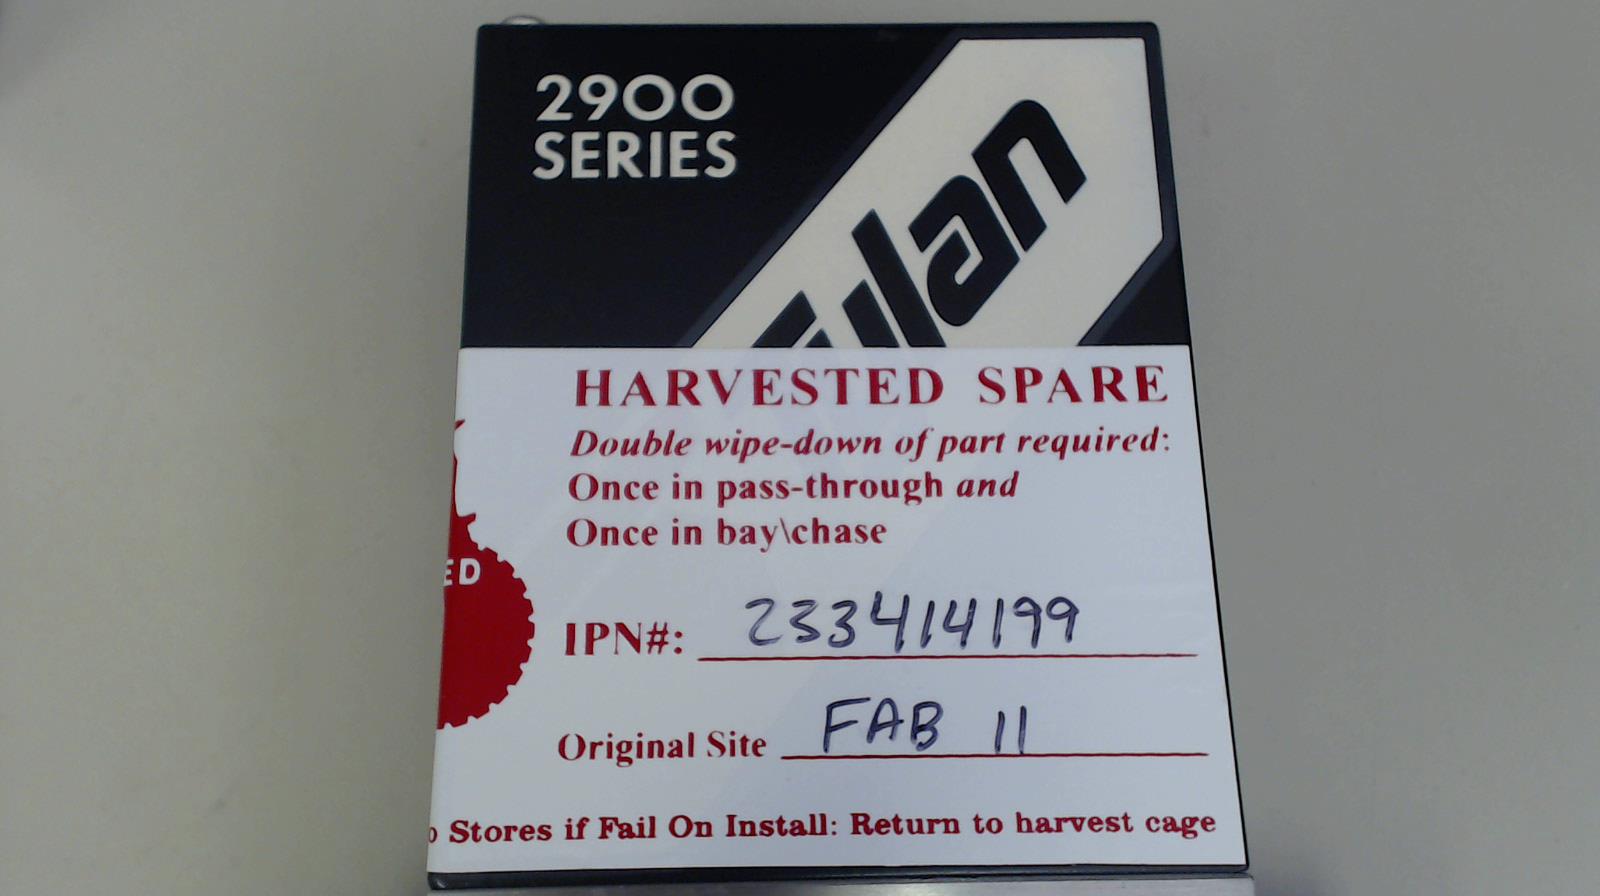 2900
SERIES
HARVESTED SPARE
Double wipe-down of part required:
Once in pass-through and
Once in bay\chase
ED
IPN#: 233414199
Original Site FAB 11
Stores if Fail On Install: Return to harvest cage